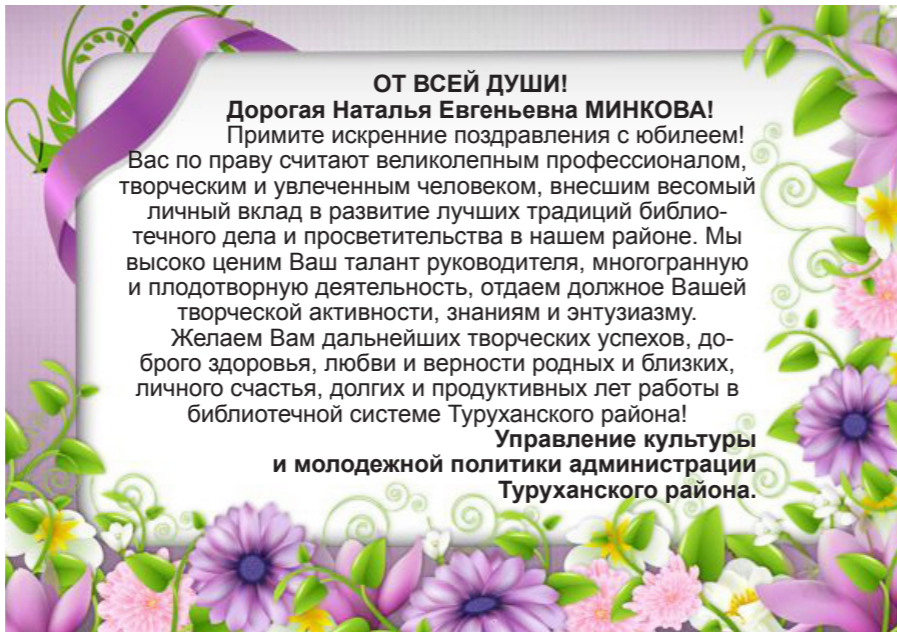 ОТ ВСЕЙ ДУШИ!
Дорогая Наталья Евгеньевна МИНКОВА!
Примите искренние поздравления с юбилеем!
Вас по праву считают великолепным профессионалом,
творческим и увлеченным человеком, внесшим весомый
личный вклад в развитие лучших традиций библио-
течного дела и просветительства в нашем районе. Мы
высоко ценим Ваш талант руководителя, многогранную
и плодотворную деятельность, отдаем должное Вашей
творческой активности, знаниям и энтузиазму.
Желаем Вам дальнейших творческих успехов, до-
брого здоровья, любви и верности родных и близких,
личного счастья, долгих и продуктивных лет работы в
библиотечной системе Туруханского района!
Управление культуры
и молодежной политики администрации
Туруханского района.